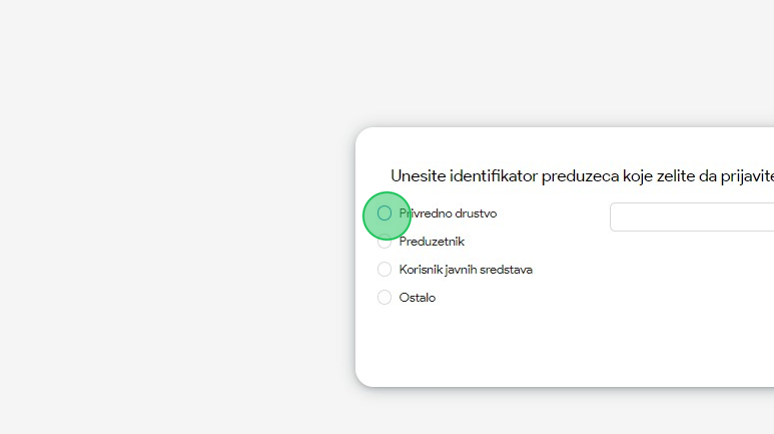 Unesite identifikator preduzeca koje zelite da prijavite
Privredno drustvo
Preduzetnik
Korisnik javnih sredstava
Ostalo